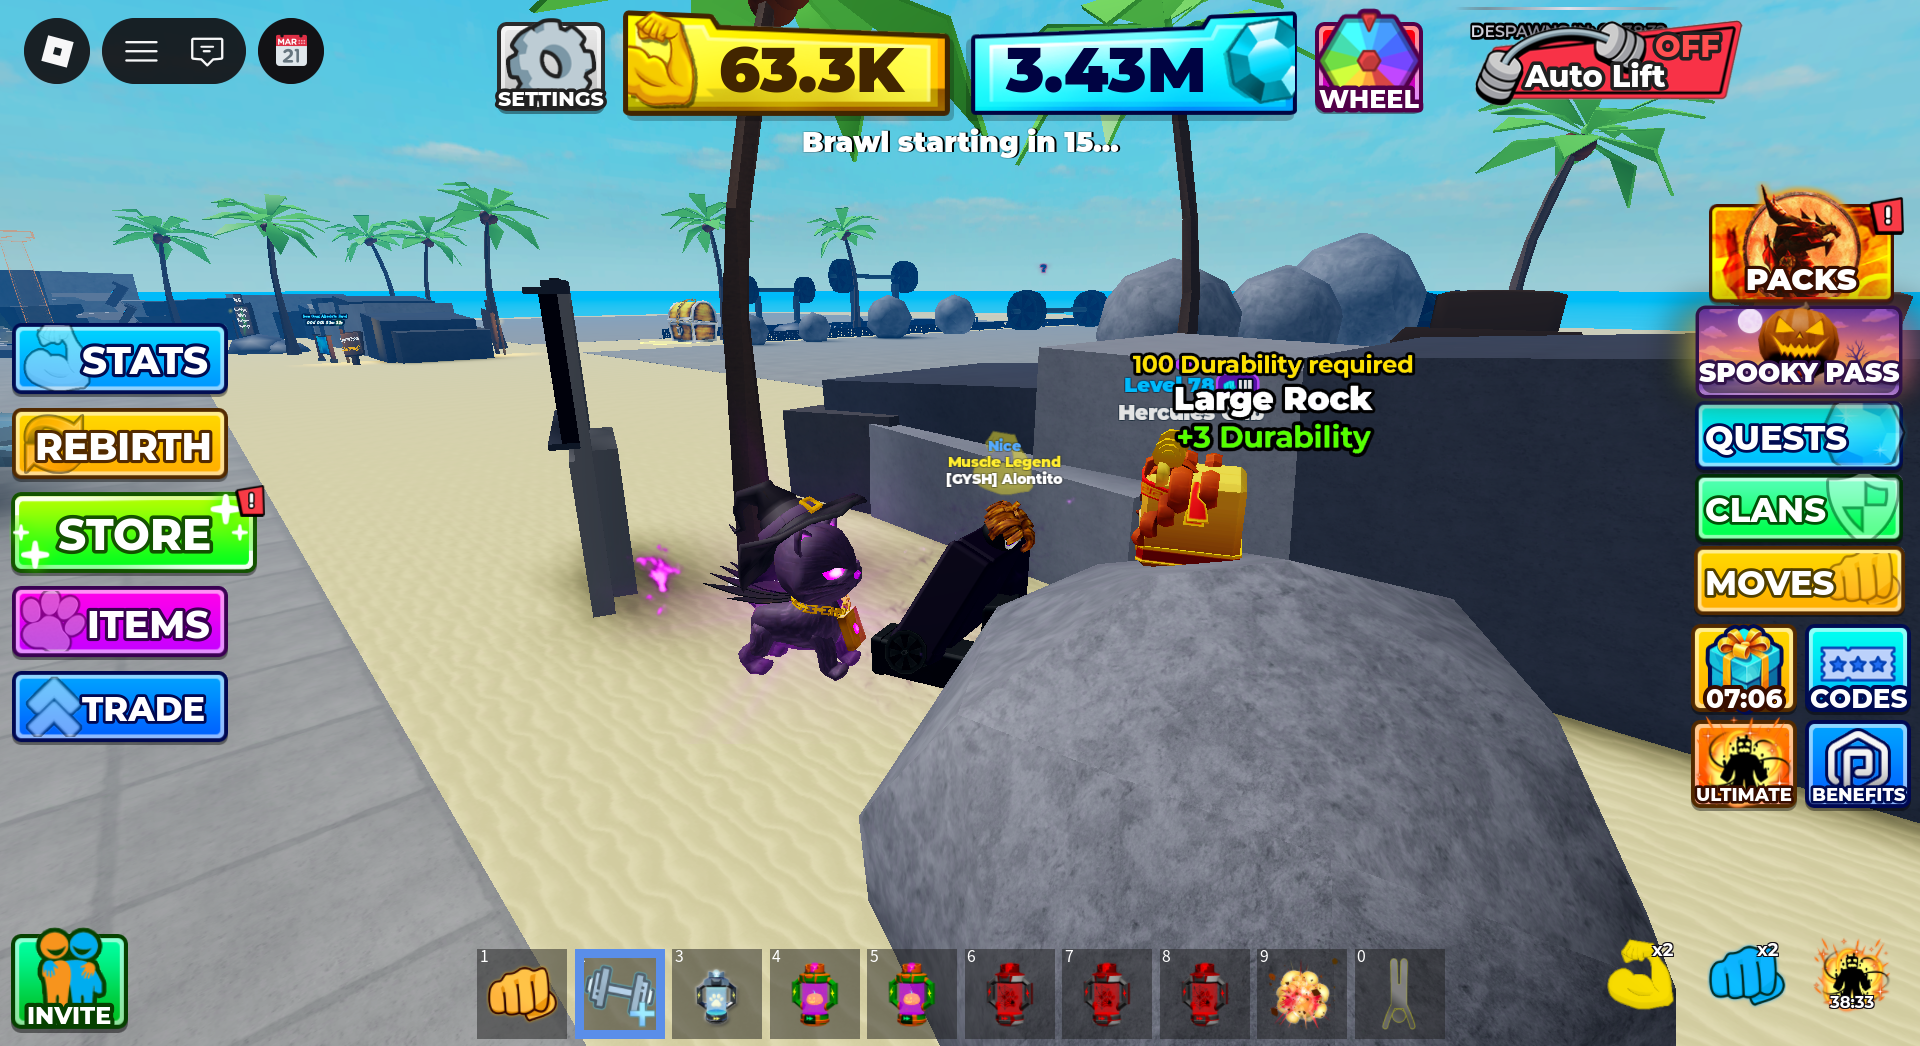 MAR
21
SETTINGS
63.3K
3.43M
WHEEL
OFF
Auto Lift
Brawl starting in 15...
PACKS
!
SPOOKY PASS
QUESTS
CLANS
MOVES
07:06
CODES
ULTIMATE
BENEFITS
STATS
REBIRTH
STORE
!
ITEMS
TRADE
INVITE
100 Durability required
Level 78
Large Rock
+3 Durability
Nice
Muscle Legend
[GYSH] Alontito
?
1
3
4
5
6
7
8
9
0
x2
x2
38:33